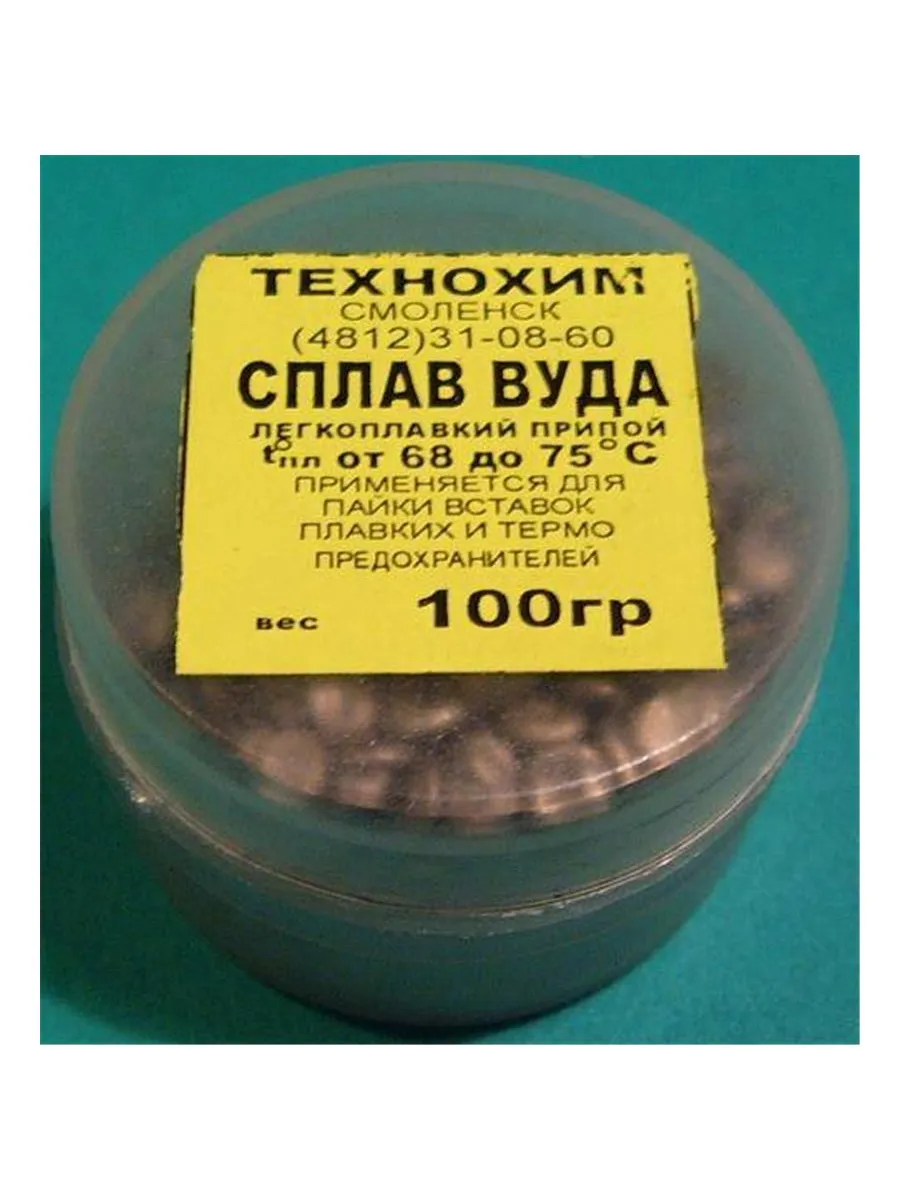 ТЕХНОХИМ
СМОЛЕНСК
(4812)31-08-60
СПЛАВ ВУДА
ЛЕГКОПЛАВКИЙ ПРИПОЙ
t°пл от 68 до 75°С
ПРИМЕНЯЕТСЯ ДЛЯ
ПАЙКИ ВСТАВОК
ПЛАВКИХ И ТЕРМО
ПРЕДОХРАНИТЕЛЕЙ
вес 100гр